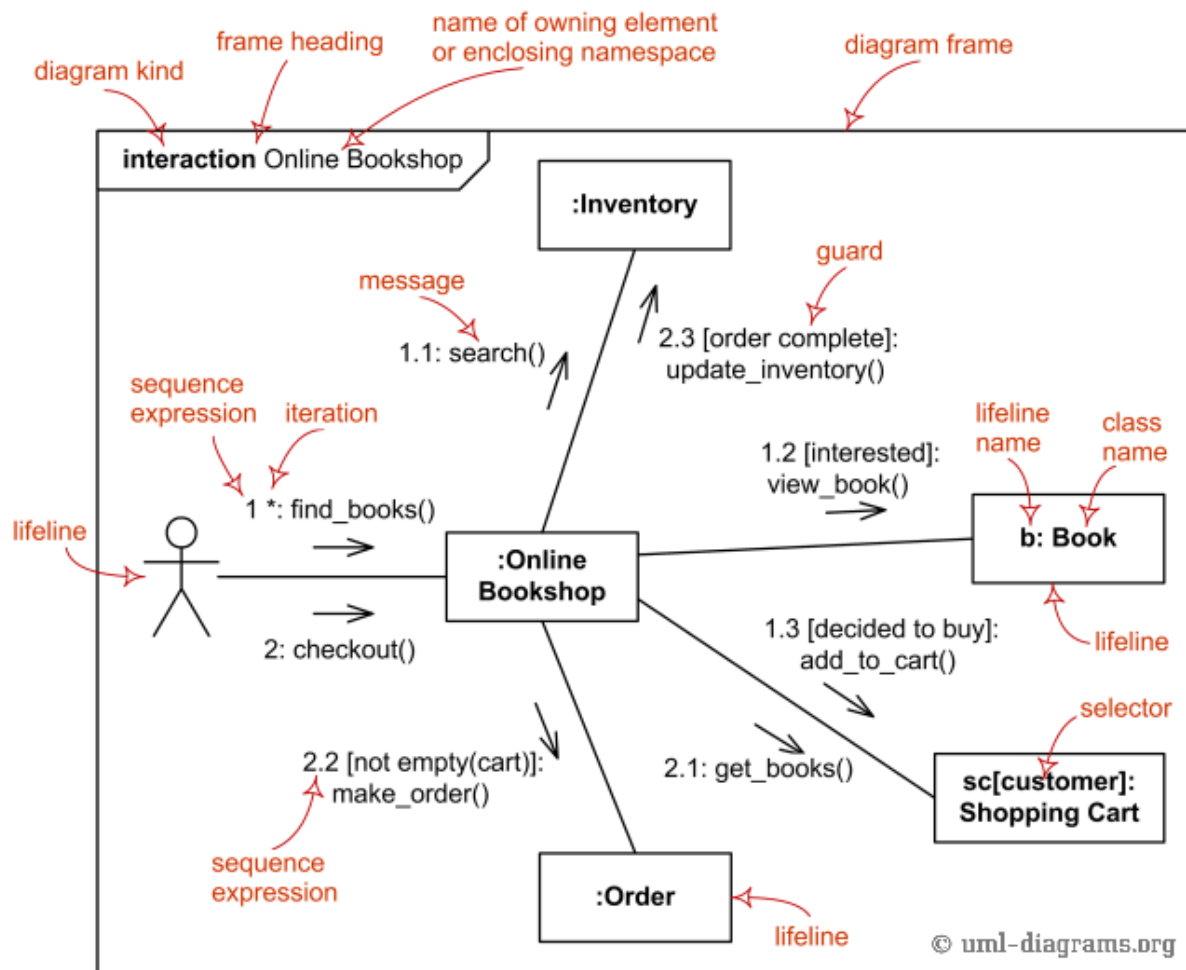 name of owning element
or enclosing namespace
frame heading
diagram frame
diagram kind
interaction Online Bookshop
:Inventory
guard
message
2.3 [order complete]:
update_inventory()
1.1: search()
sequence
expression
iteration
lifeline
name
class
name
1.2 [interested]:
view_book()
1 *: find_books()
lifeline
:Online
Bookshop
b: Book
2: checkout()
1.3 [decided to buy]:
add_to_cart()
lifeline
selector
2.2 [not empty(cart)]:
make_order()
2.1: get_books()
sc[customer]:
Shopping Cart
sequence
expression
:Order
lifeline
© uml-diagrams.org